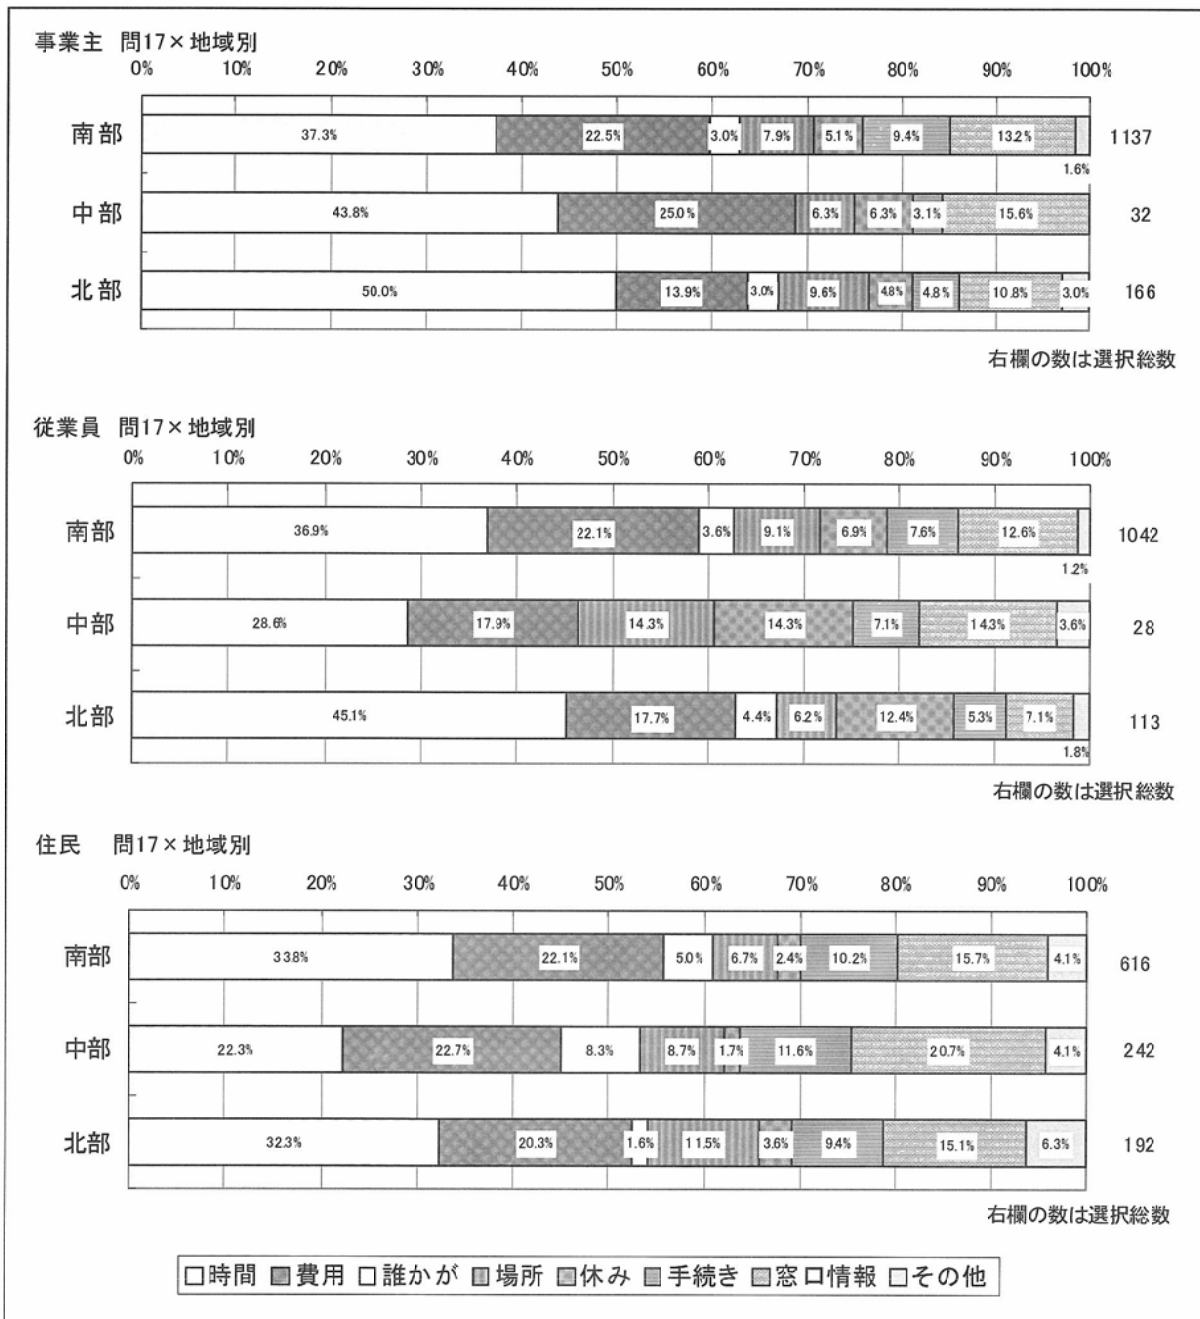 事業主 問17×地域別
0% 10% 20% 30% 40% 50% 60% 70% 80% 90% 100%
南部 37.3% 22.5% 3.0% 7.9% 5.1% 9.4% 13.2% 1137
1.6%
中部 43.8% 25.0% 6.3% 6.3% 3.1% 15.6% 32
北部 50.0% 13.9% 3.0% 9.6% 4.8% 4.8% 10.8% 3.0% 166
右欄の数は選択総数
従業員 問17×地域別
0% 10% 20% 30% 40% 50% 60% 70% 80% 90% 100%
南部 36.9% 22.1% 3.6% 9.1% 6.9% 7.6% 12.6% 1042
1.2%
中部 28.6% 17.9% 14.3% 14.3% 7.1% 14.3% 3.6% 28
北部 45.1% 17.7% 4.4% 6.2% 12.4% 5.3% 7.1% 113
1.8%
右欄の数は選択総数
住民 問17×地域別
0% 10% 20% 30% 40% 50% 60% 70% 80% 90% 100%
南部 33.8% 22.1% 5.0% 6.7% 2.4% 10.2% 15.7% 4.1% 616
中部 22.3% 22.7% 8.3% 8.7% 1.7% 11.6% 20.7% 4.1% 242
北部 32.3% 20.3% 1.6% 11.5% 3.6% 9.4% 15.1% 6.3% 192
右欄の数は選択総数
時間 費用 誰かが 場所 休み 手続き 窓口情報 その他